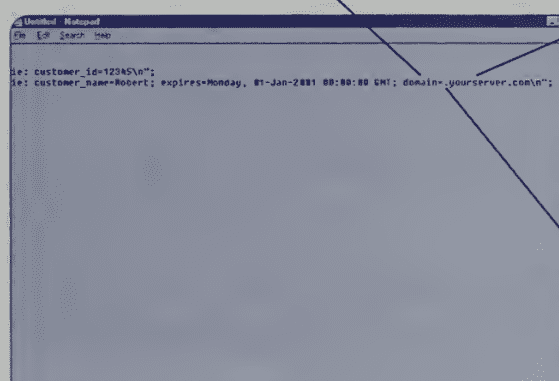 Untitled - Notepad
File Edit Search Help
ie: customer_id=12345\n";
ie: customer_name=Robert; expires=Monday, 01-Jan-2001 00:00:00 GMT; domain=.yourserver.com\n";